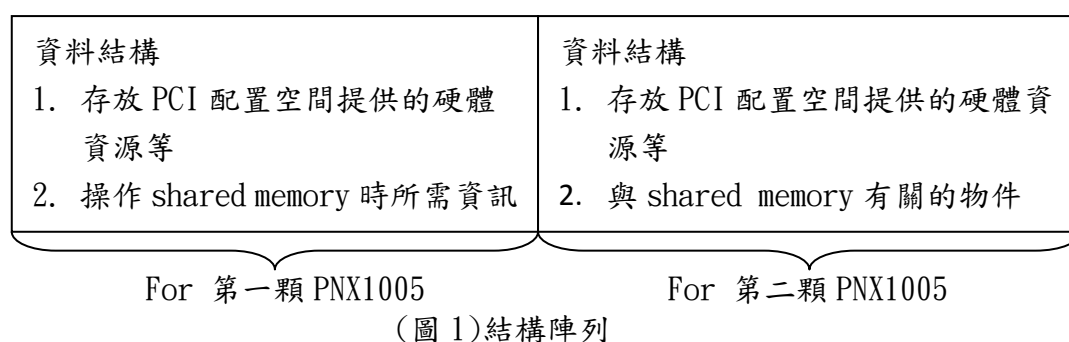 資料結構
1. 存放 PCI 配置空間提供的硬體
資源等
2. 操作 shared memory 時所需資訊
資料結構
1. 存放 PCI 配置空間提供的硬體資
源等
2. 與 shared memory 有關的物件
For 第一顆 PNX1005
For 第二顆 PNX1005
(圖 1)結構陣列